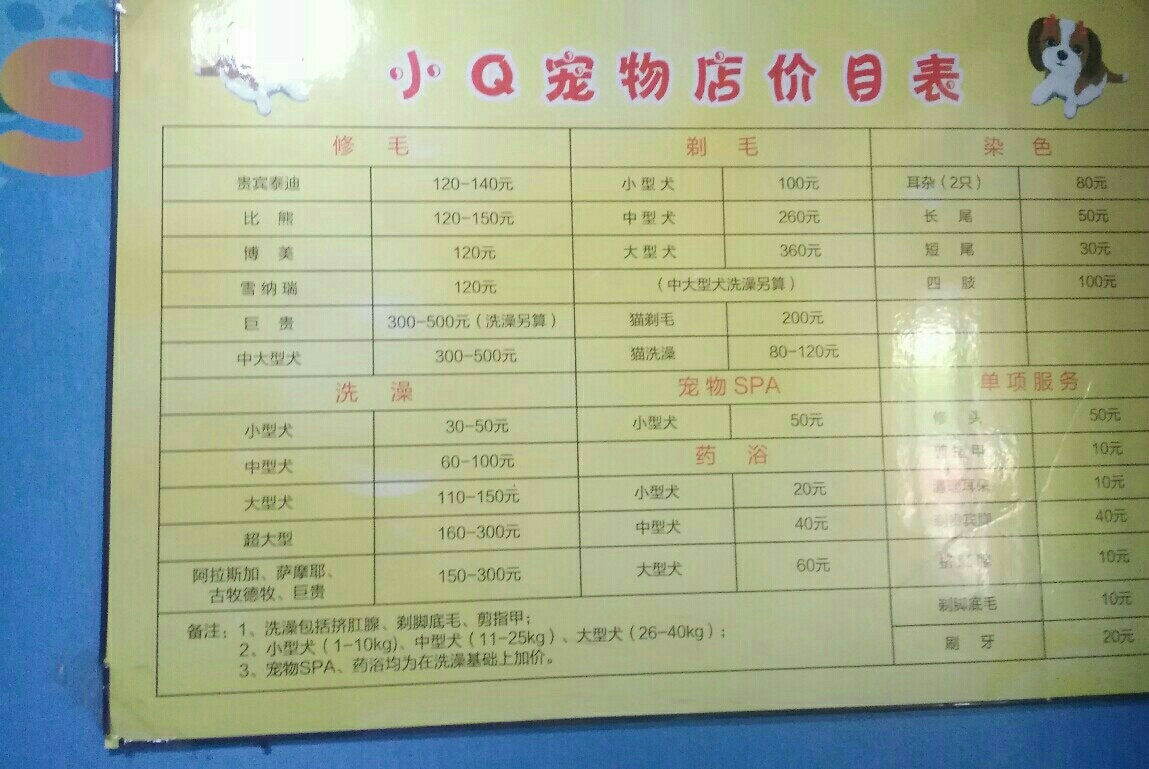 S
小Q宠物店价目表
修 毛 剃 毛 染 色
贵宾泰迪 120-140元 小型犬 100元 耳杂（2只） 80元
比 熊 120-150元 中型犬 260元 长 尾 50元
博 美 120元 大型犬 360元 短 尾 30元
雪纳瑞 120元 （中大型犬洗澡另算） 四 肢 100元
巨 贵 300-500元（洗澡另算） 猫剃毛 200元
中大型犬 300-500元 猫洗澡 80-120元
洗 澡 宠物SPA 单项服务
小型犬 30-50元 小型犬 50元 修 头 50元
中型犬 60-100元 药 浴 10元
大型犬 110-150元 小型犬 20元 清理耳朵 10元
超大型 160-300元 中型犬 40元 40元
阿拉斯加、萨摩耶、
古牧德牧、巨贵 150-300元 大型犬 60元 挤肛腺 10元
剃脚底毛 10元
刷 牙 20元
备注：1、洗澡包括挤肛腺、剃脚底毛、剪指甲；
2、小型犬（1-10kg）、中型犬（11-25kg）、大型犬（26-40kg）；
3、宠物SPA、药浴均为在洗澡基础上加价。